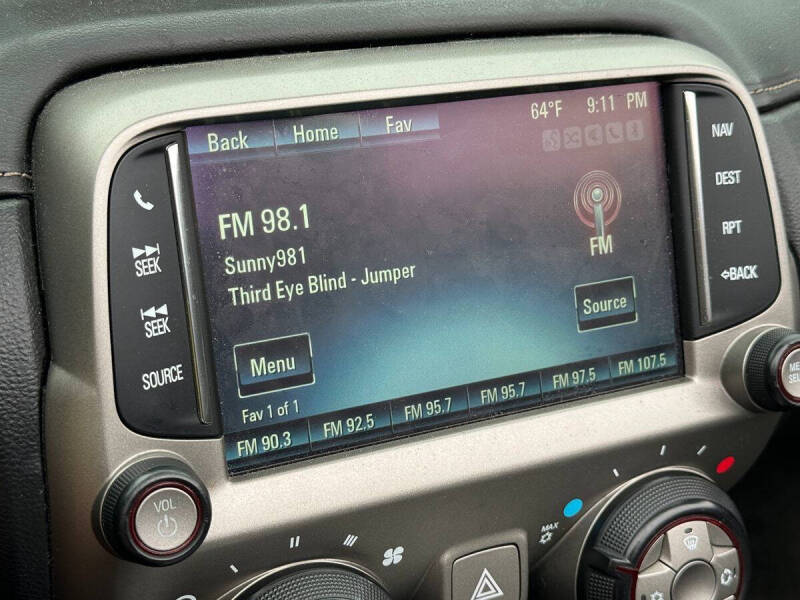 Back Home Fav 64°F 9:11 PM
FM 98.1
Sunny981
Third Eye Blind - Jumper
FM
Source
Menu
Fav 1 of 1
FM 90.3 FM 92.5 FM 95.7 FM 95.7 FM 97.5 FM 107.5
SEEK
SEEK
SOURCE
NAV
DEST
RPT
BACK
VOL
MAX